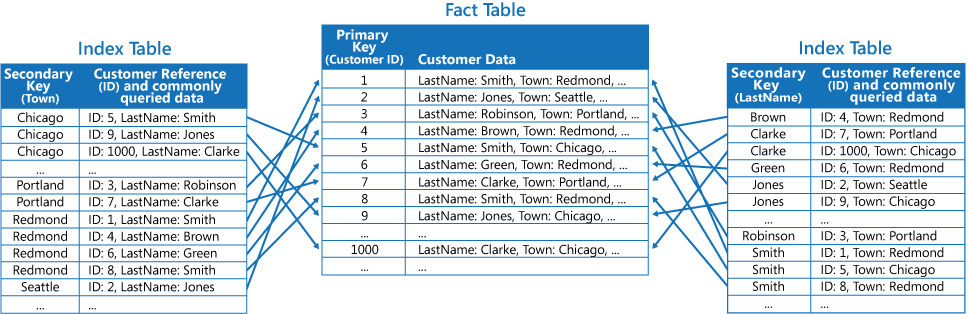 Fact Table
Primary
Key
(Customer ID) Customer Data
1 LastName: Smith, Town: Redmond, ...
2 LastName: Jones, Town: Seattle, ...
3 LastName: Robinson, Town: Portland, ...
4 LastName: Brown, Town: Redmond, ...
5 LastName: Smith, Town: Chicago, ...
6 LastName: Green, Town: Redmond, ...
7 LastName: Clarke, Town: Portland, ...
8 LastName: Smith, Town: Redmond, ...
9 LastName: Jones, Town: Chicago, ...
... ...
1000 LastName: Clarke, Town: Chicago, ...
... ...
Index Table
Secondary Customer Reference
Key (ID) and commonly
(Town) queried data
Chicago ID: 5, LastName: Smith
Chicago ID: 9, LastName: Jones
Chicago ID: 1000, LastName: Clarke
... ...
Portland ID: 3, LastName: Robinson
Portland ID: 7, LastName: Clarke
Redmond ID: 1, LastName: Smith
Redmond ID: 4, LastName: Brown
Redmond ID: 6, LastName: Green
Redmond ID: 8, LastName: Smith
Seattle ID: 2, LastName: Jones
... ...
Index Table
Secondary Customer Reference
Key (ID) and commonly
(LastName) queried data
Brown ID: 4, Town: Redmond
Clarke ID: 7, Town: Portland
Clarke ID: 1000, Town: Chicago
Green ID: 6, Town: Redmond
Jones ID: 2, Town: Seattle
Jones ID: 9, Town: Chicago
... ...
Robinson ID: 3, Town: Portland
Smith ID: 1, Town: Redmond
Smith ID: 5, Town: Chicago
Smith ID: 8, Town: Redmond
... ...